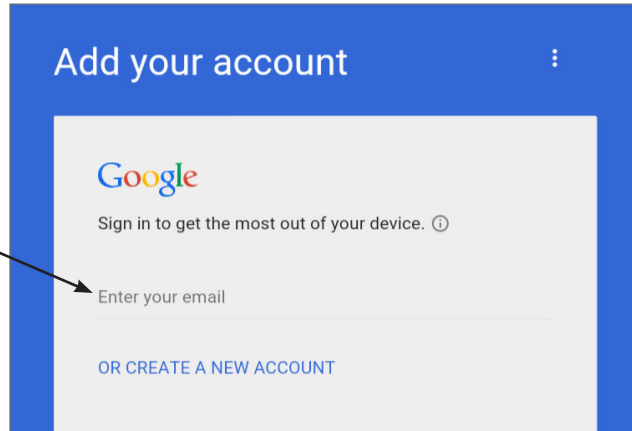 Add your account
Google
Sign in to get the most out of your device.
Enter your email
OR CREATE A NEW ACCOUNT